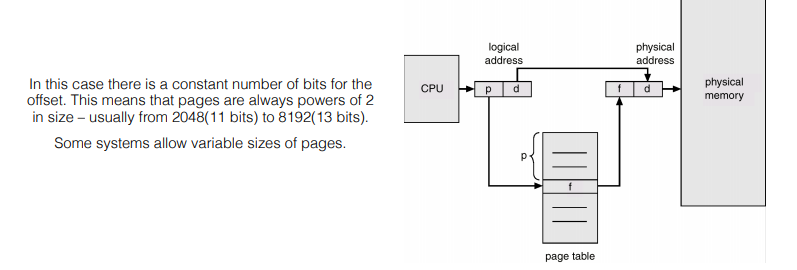 In this case there is a constant number of bits for the
offset. This means that pages are always powers of 2
in size – usually from 2048(11 bits) to 8192(13 bits).
Some systems allow variable sizes of pages.
logical
address
physical
address
CPU
p
d
f
d
physical
memory
p
f
page table